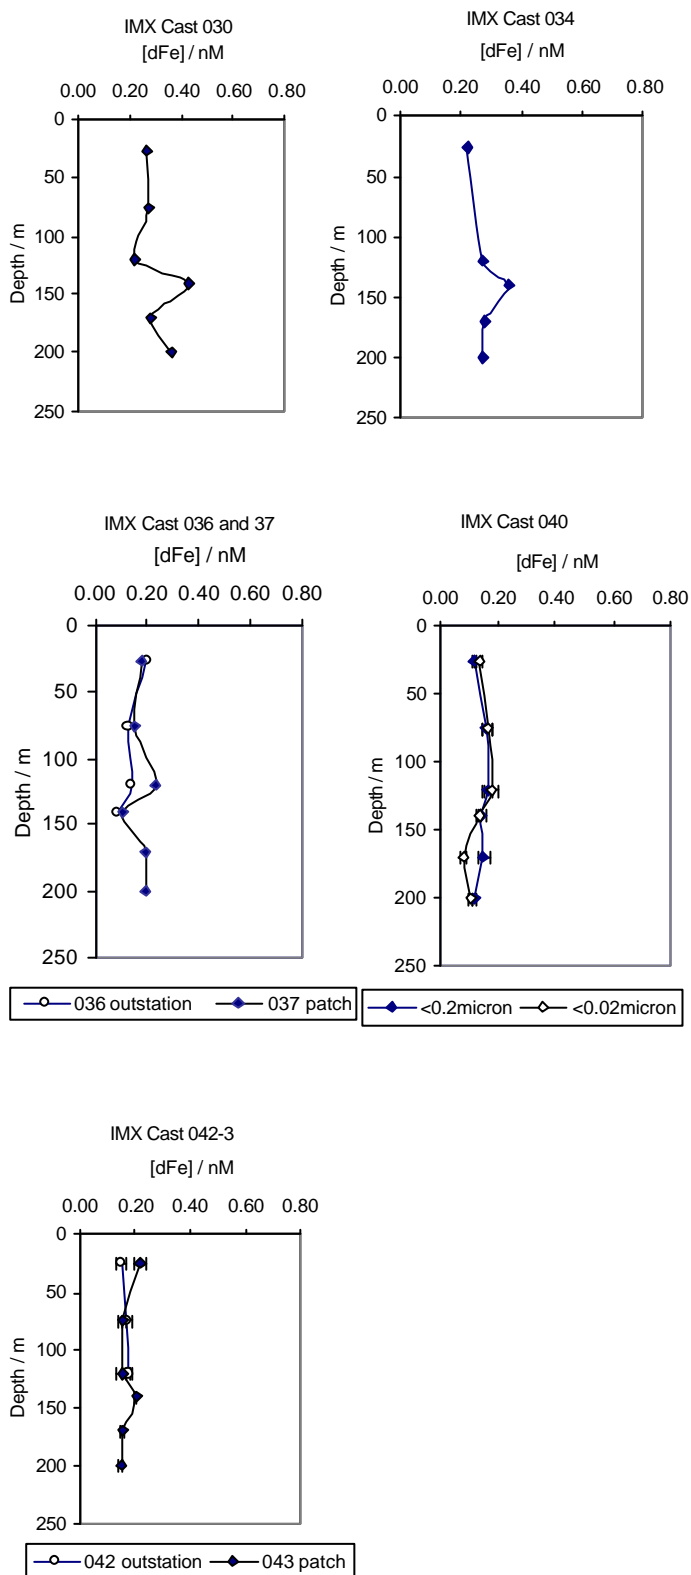 IMX Cast 030
[dFe] / nM
0.00 0.20 0.40 0.60 0.80
0
50
100
150
200
250
Depth / m
IMX Cast 034
[dFe] / nM
0.00 0.20 0.40 0.60 0.80
0
50
100
150
200
250
Depth / m
IMX Cast 036 and 37
[dFe] / nM
0.00 0.20 0.40 0.60 0.80
0
50
100
150
200
250
Depth / m
036 outstation 037 patch
IMX Cast 040
[dFe] / nM
0.00 0.20 0.40 0.60 0.80
0
50
100
150
200
250
Depth / m
<0.2micron <0.02micron
IMX Cast 042-3
[dFe] / nM
0.00 0.20 0.40 0.60 0.80
0
50
100
150
200
250
Depth / m
042 outstation 043 patch